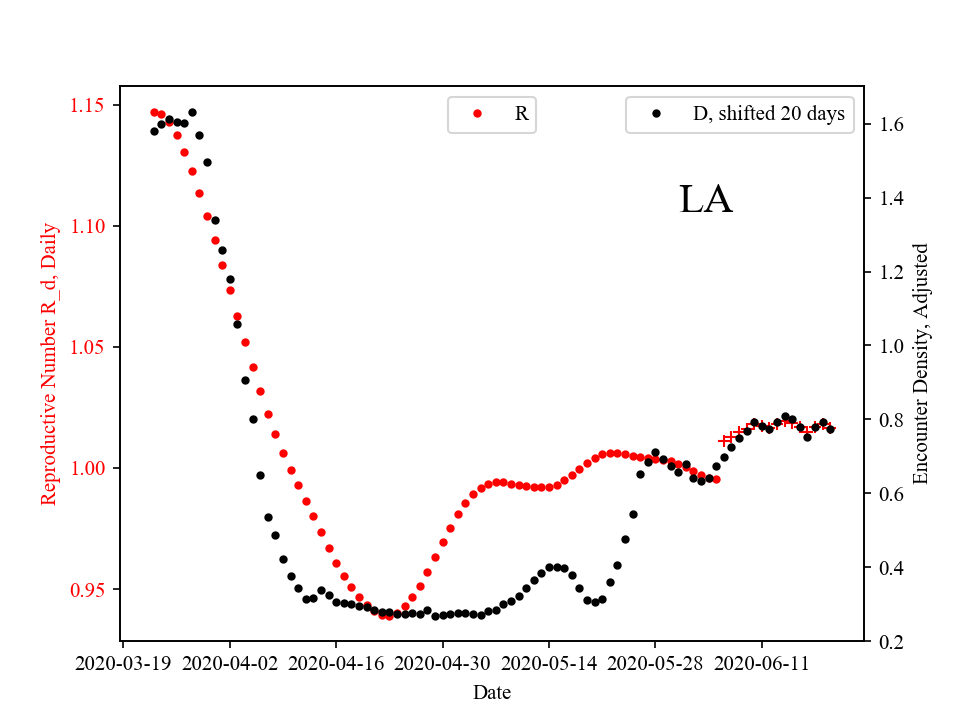 R
D, shifted 20 days
LA
Reproductive Number R_d, Daily
1.15
1.10
1.05
1.00
0.95
1.6
1.4
1.2
1.0
0.8
0.6
0.4
0.2
Encounter Density, Adjusted
2020-03-19 2020-04-02 2020-04-16 2020-04-30 2020-05-14 2020-05-28 2020-06-11
Date